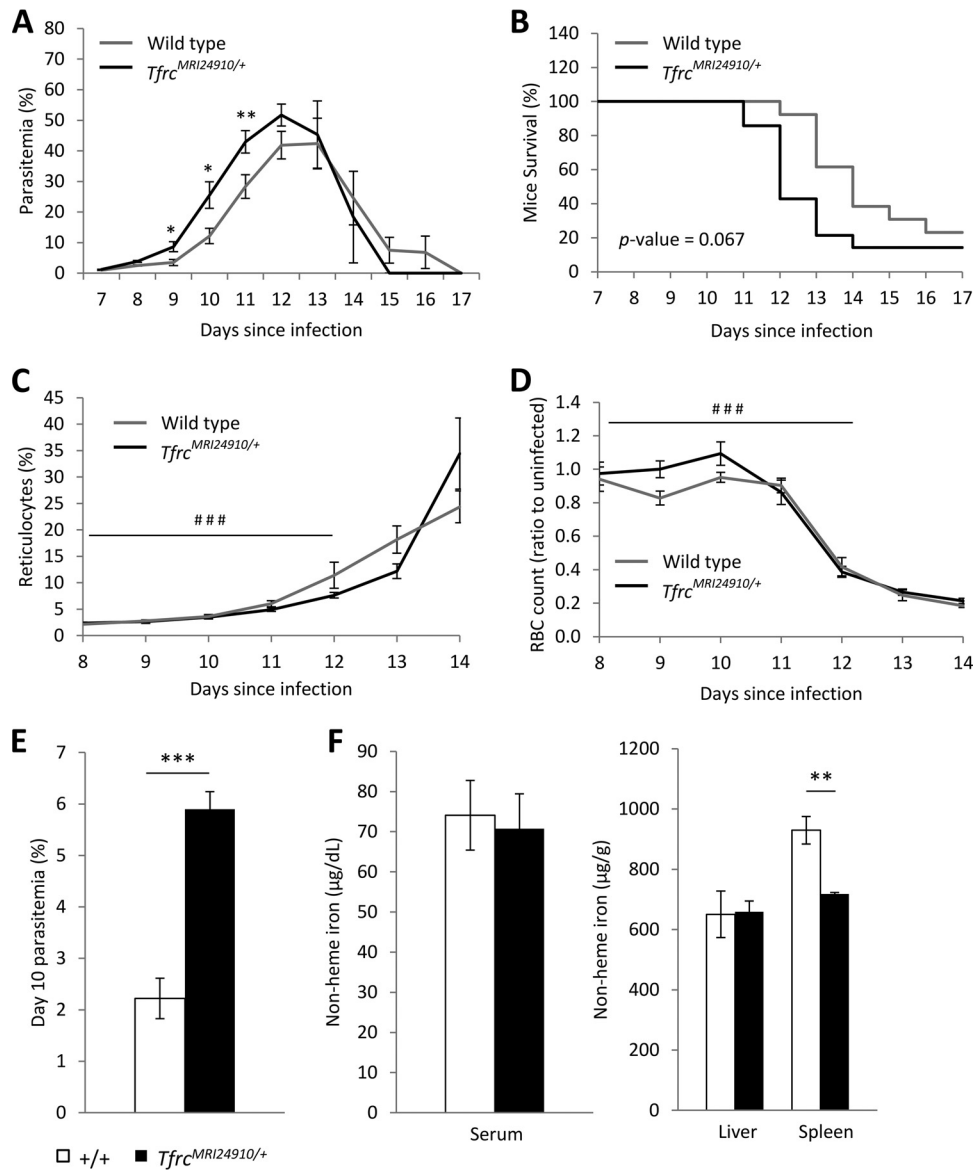 A
Wild type
Tfrc^MRI24910/+
Parasitemia (%)
80
70
60
50
40
30
20
10
0
*
*
**
7 8 9 10 11 12 13 14 15 16 17
Days since infection
B
Wild type
Tfrc^MRI24910/+
Mice Survival (%)
140
120
100
80
60
40
20
0
p-value = 0.067
7 8 9 10 11 12 13 14 15 16 17
Days since infection
C
Wild type
Tfrc^MRI24910/+
Reticulocytes (%)
45
40
35
30
25
20
15
10
5
0
###
8 9 10 11 12 13 14
Days since infection
D
RBC count (ratio to uninfected)
1.4
1.2
1.0
0.8
0.6
0.4
0.2
0.0
###
Wild type
Tfrc^MRI24910/+
8 9 10 11 12 13 14
Days since infection
E
Day 10 parasitemia (%)
7
6
5
4
3
2
1
0
***
F
Non-heme iron (µg/dL)
90
80
70
60
50
40
30
20
10
0
Serum
Non-heme iron (µg/g)
1200
1000
800
600
400
200
0
**
Liver Spleen
+/+ Tfrc^MRI24910/+